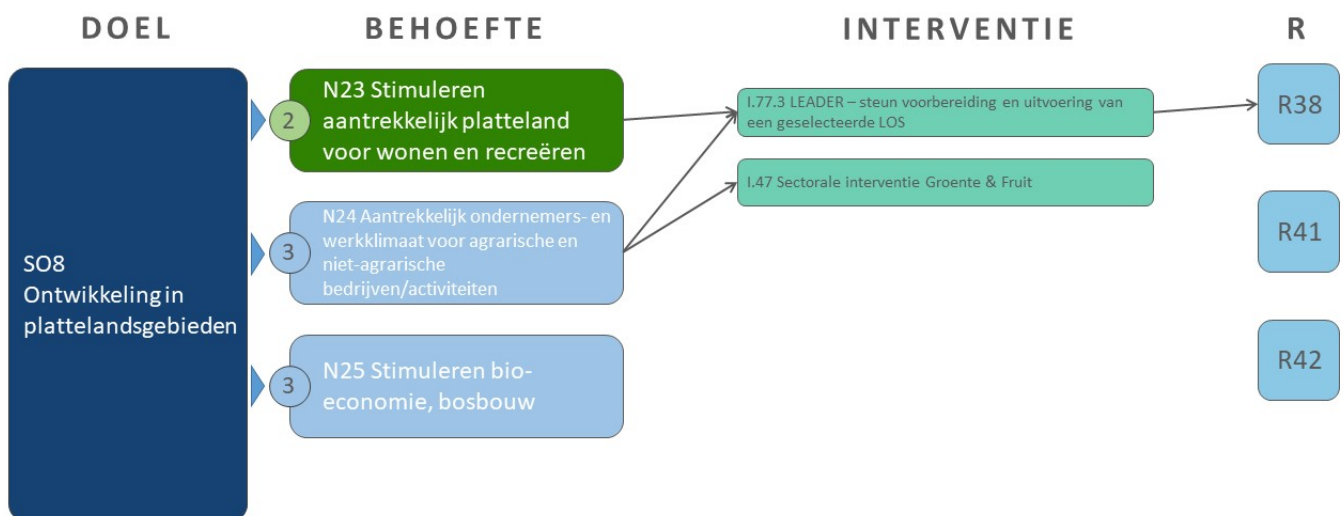 DOEL
BEHOEFTE
INTERVENTIE
R
SO8
Ontwikkeling in
plattelandsgebieden
2
N23 Stimuleren
aantrekkelijk platteland
voor wonen en recreëren
3
N24 Aantrekkelijk ondernemers- en
werkklimaat voor agrarische en
niet-agrarische
bedrijven/activiteiten
3
N25 Stimuleren bio-
economie, bosbouw
I.77.3 LEADER – steun voorbereiding en uitvoering van
een geselecteerde LOS
I.47 Sectorale interventie Groente & Fruit
R38
R41
R42